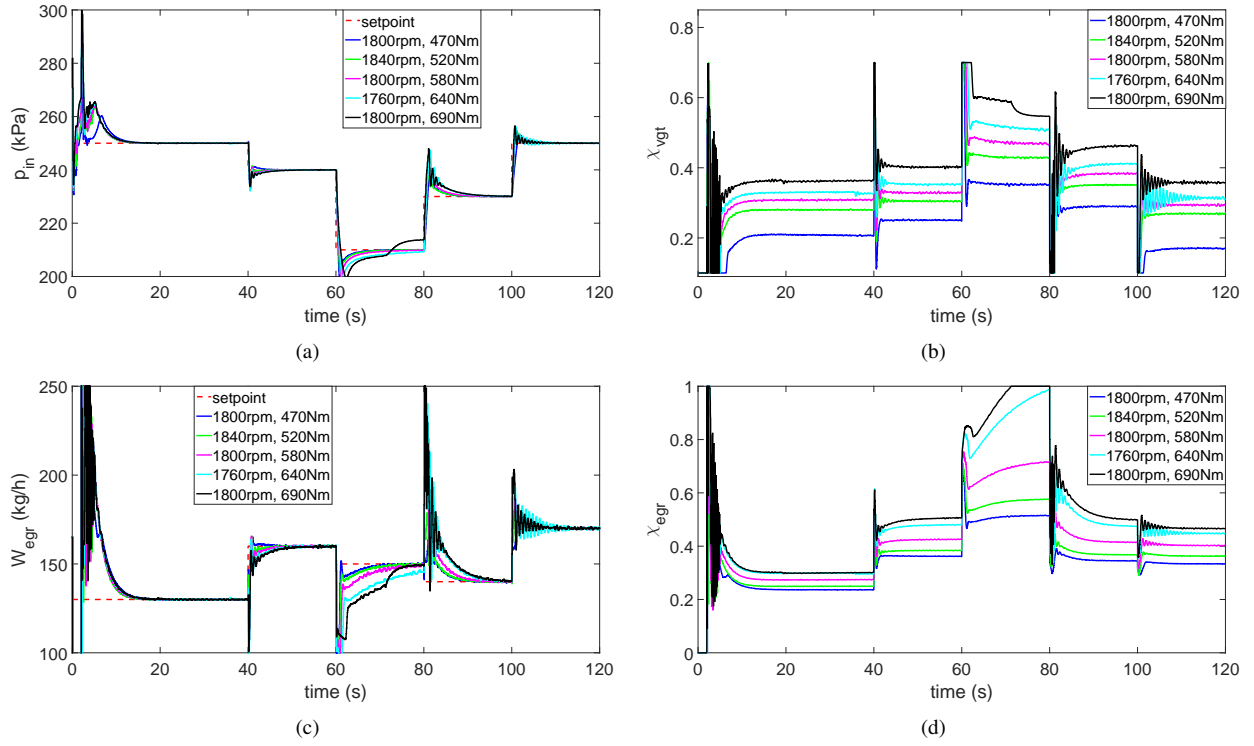 300
280
260
240
220
200
p_in (kPa)
0
20
40
60
80
100
120
time (s)
setpoint
1800rpm, 470Nm
1840rpm, 520Nm
1800rpm, 580Nm
1760rpm, 640Nm
1800rpm, 690Nm
(a)
0.8
0.6
0.4
0.2
χ_vgt
0
20
40
60
80
100
120
time (s)
1800rpm, 470Nm
1840rpm, 520Nm
1800rpm, 580Nm
1760rpm, 640Nm
1800rpm, 690Nm
(b)
250
200
150
100
W_egr (kg/h)
0
20
40
60
80
100
120
time (s)
setpoint
1800rpm, 470Nm
1840rpm, 520Nm
1800rpm, 580Nm
1760rpm, 640Nm
1800rpm, 690Nm
(c)
1
0.8
0.6
0.4
0.2
0
χ_egr
0
20
40
60
80
100
120
time (s)
1800rpm, 470Nm
1840rpm, 520Nm
1800rpm, 580Nm
1760rpm, 640Nm
1800rpm, 690Nm
(d)